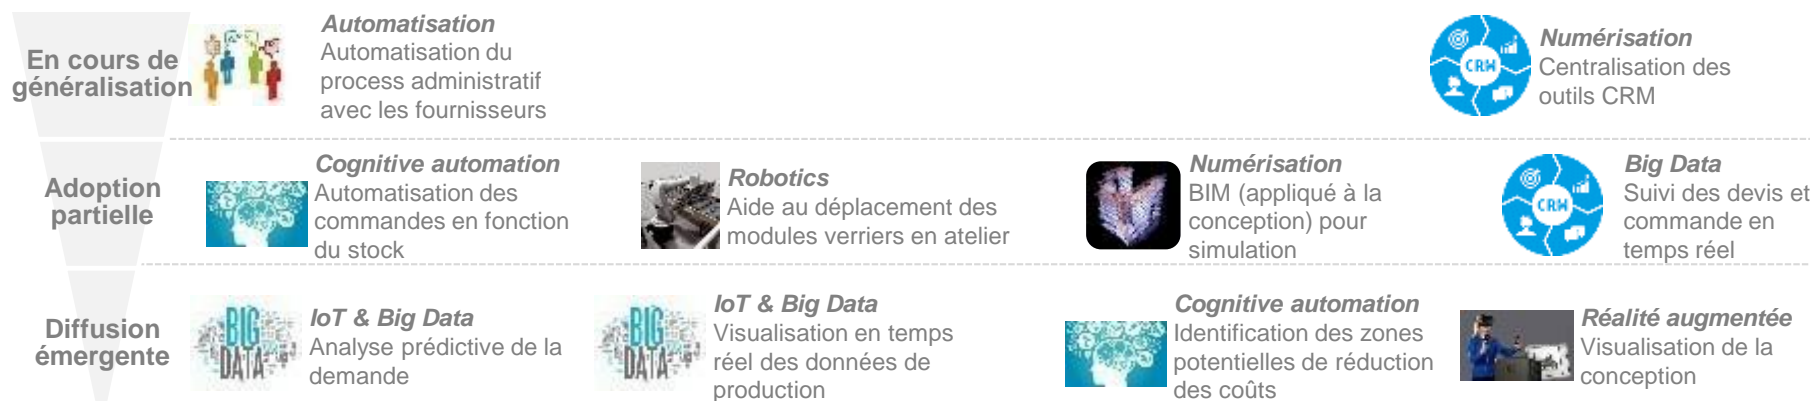 En cours de
généralisation
Automatisation
Automatisation du
process administratif
avec les fournisseurs
CRM
Numérisation
Centralisation des
outils CRM
Adoption
partielle
Cognitive automation
Automatisation des
commandes en fonction
du stock
Robotics
Aide au déplacement des
modules verriers en atelier
Numérisation
BIM (appliqué à la
conception) pour
simulation
CRM
Big Data
Suivi des devis et
commande en
temps réel
Diffusion
émergente
BIG
DATA
IoT & Big Data
Analyse prédictive de la
demande
BIG
DATA
IoT & Big Data
Visualisation en temps
réel des données de
production
Cognitive automation
Identification des zones
potentielles de réduction
des coûts
Réalité augmentée
Visualisation de la
conception